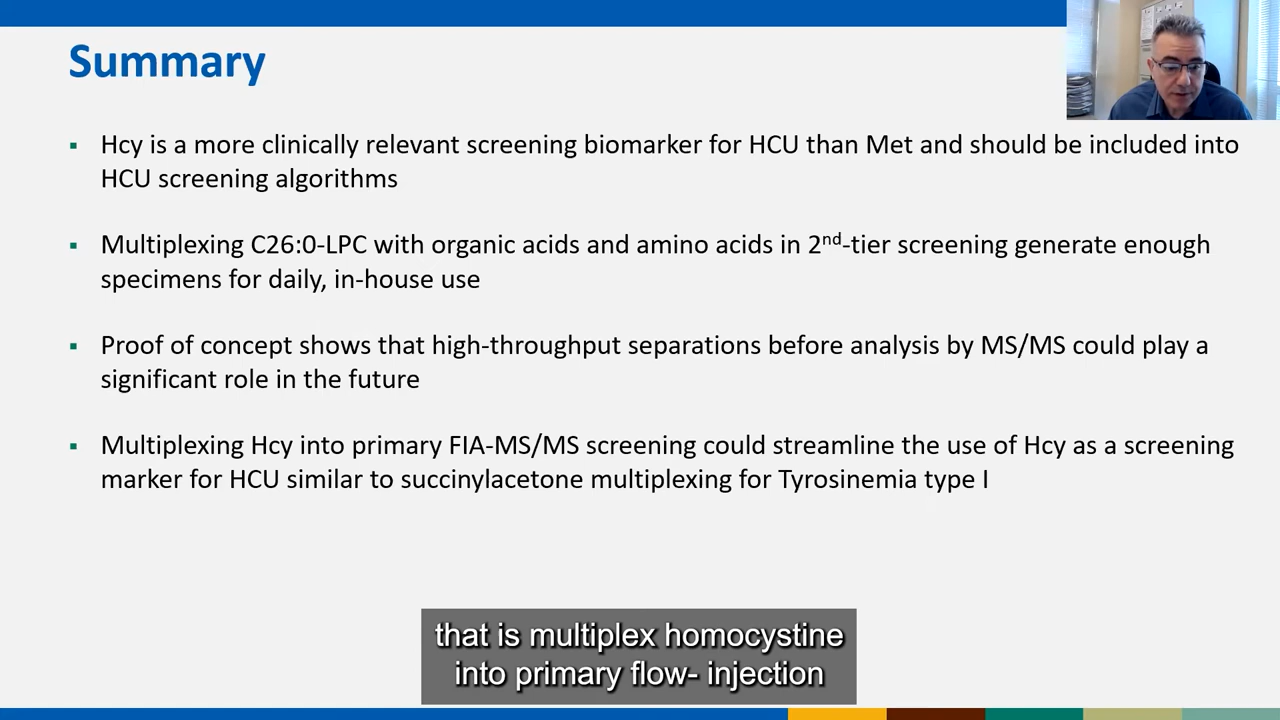 Summary
▪ Hcy is a more clinically relevant screening biomarker for HCU than Met and should be included into
HCU screening algorithms
▪ Multiplexing C26:0-LPC with organic acids and amino acids in 2nd-tier screening generate enough
specimens for daily, in-house use
▪ Proof of concept shows that high-throughput separations before analysis by MS/MS could play a
significant role in the future
▪ Multiplexing Hcy into primary FIA-MS/MS screening could streamline the use of Hcy as a screening
marker for HCU similar to succinylacetone multiplexing for Tyrosinemia type I
that is multiplex homocystine
into primary flow- injection